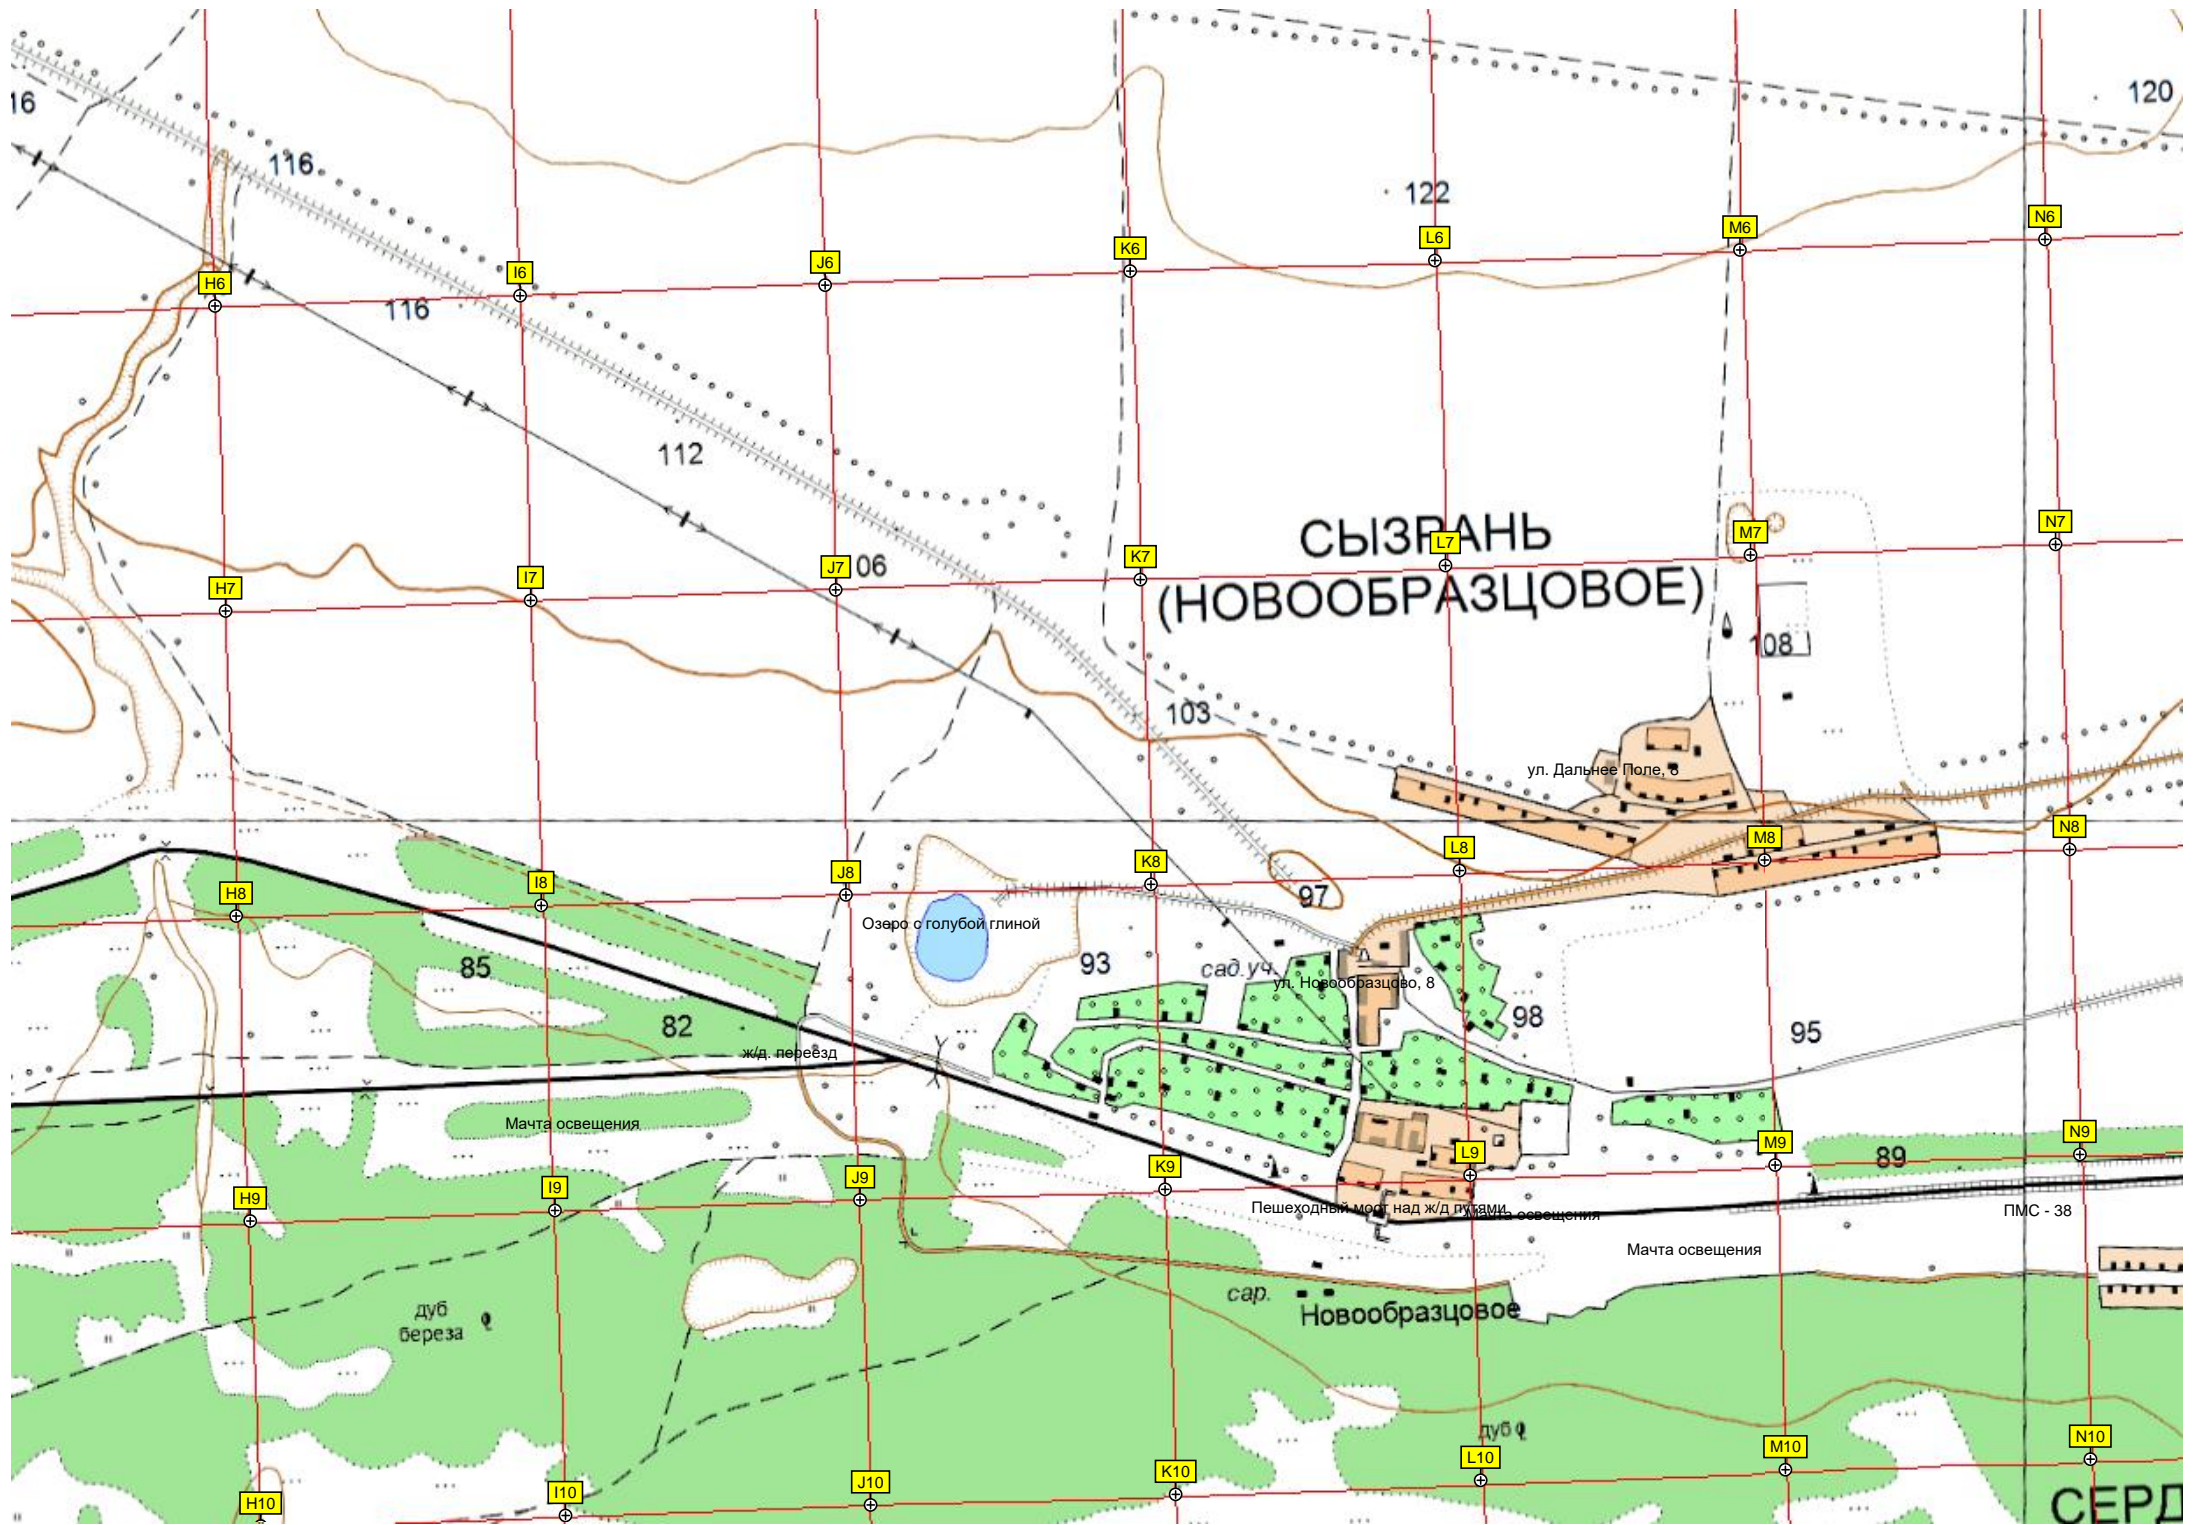 120
16
116
122
N6
M6
L6
K6
J6
I6
H6
116
112
СЫЗРАНЬ
N7
M7
L7
K7
J7
06
I7
H7
(НОВООБРАЗЦОВОЕ)
108
103
ул. Дальнее Поле, 8
N8
M8
L8
K8
J8
I8
H8
97
Озеро с голубой глиной
93
85
сад.уч.
ул. Новообразцово, 8
98
82
95
ж/д. переезд
Мачта освещения
N9
M9
89
L9
K9
J9
I9
H9
Пешеходный мост над ж/д путями
Мачта освещения
ПМС - 38
Мачта освещения
сар.
Новообразцовое
дуб
береза
дуб
N10
M10
L10
K10
J10
I10
H10
СЕРД